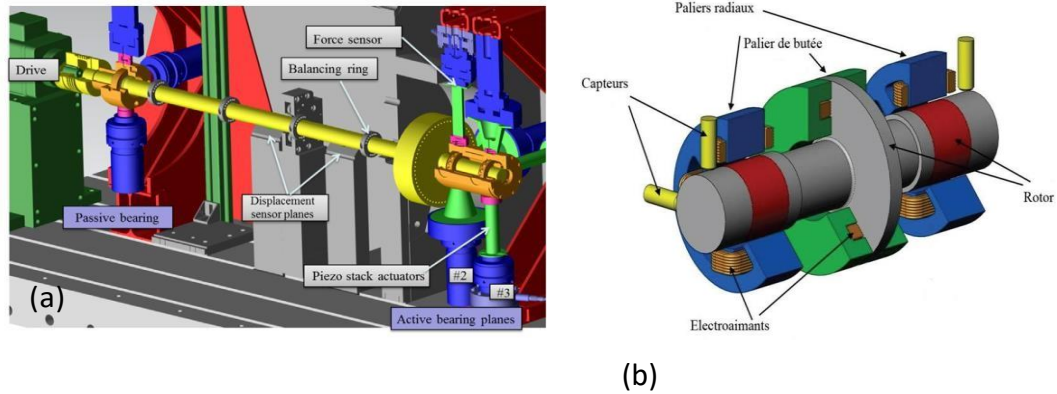 Force sensor
Balancing ring
Drive
Displacement
sensor planes
Passive bearing
Piezo stack actuators
#2
#3
Active bearing planes
(a)
Paliers radiaux
Palier de butée
Capteurs
Rotor
Electroaimants
(b)